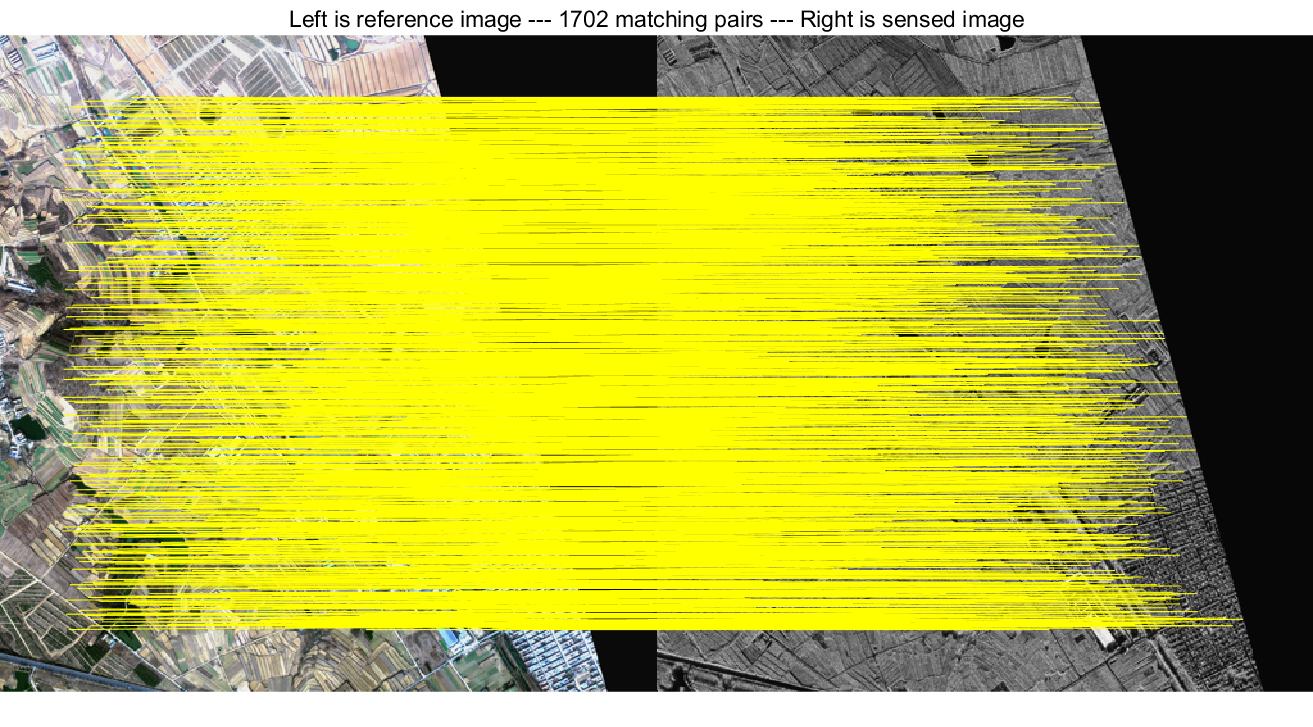 Left is reference image --- 1702 matching pairs --- Right is sensed image